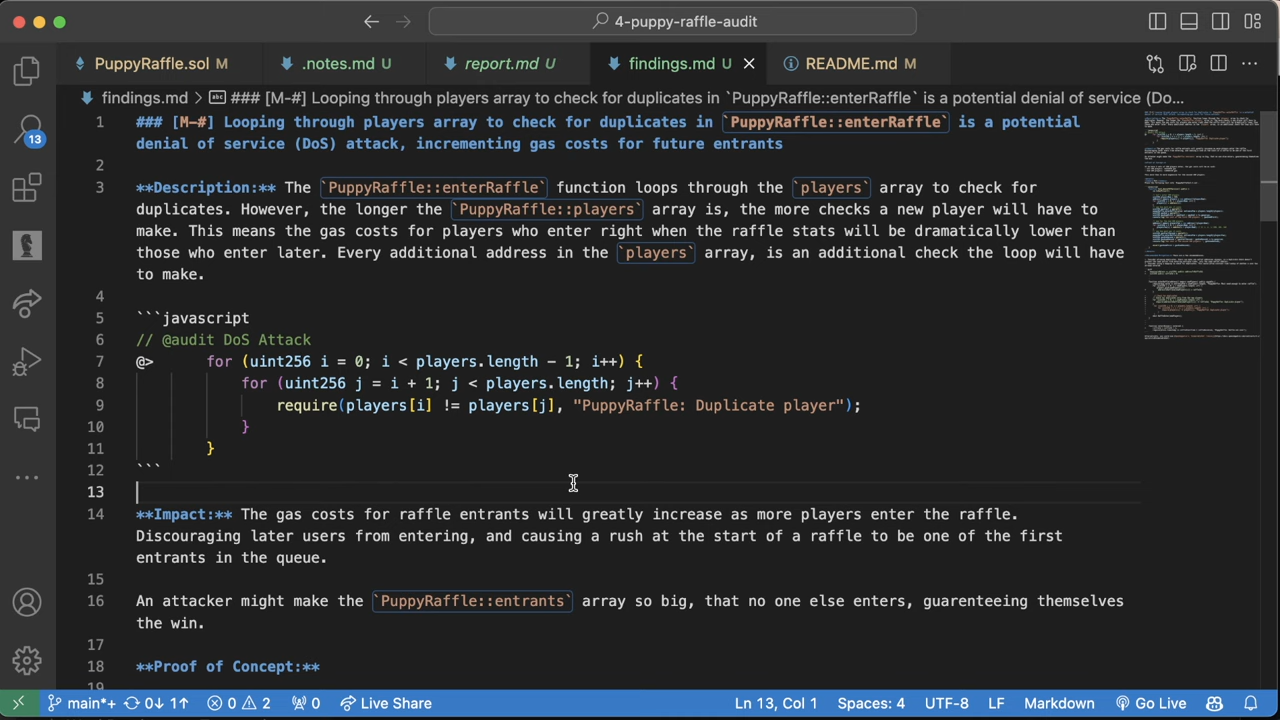 4-puppy-raffle-audit
PuppyRaffle.sol M
.notes.md U
report.md U
findings.md U
README.md M
findings.md > ### [M-#] Looping through players array to check for duplicates in `PuppyRaffle::enterRaffle` is a potential denial of service (Do...
13
1 ### [M-#] Looping through players array to check for duplicates in `PuppyRaffle::enterRaffle` is a potential
denial of service (DoS) attack, incrementing gas costs for future entrants
2
3 **Description:** The `PuppyRaffle::enterRaffle` function loops through the `players` array to check for
duplicates. However, the longer the `PuppyRaffle::players` array is, the more checks a new player will have to
make. This means the gas costs for players who enter right when the raffle stats will be dramatically lower than
those who enter later. Every additional address in the `players` array, is an additional check the loop will have
to make.
4
5 ```javascript
6 // @audit DoS Attack
7 @> for (uint256 i = 0; i < players.length - 1; i++) {
8 for (uint256 j = i + 1; j < players.length; j++) {
9 require(players[i] != players[j], "PuppyRaffle: Duplicate player");
10 }
11 }
12 ```
13
14 **Impact:** The gas costs for raffle entrants will greatly increase as more players enter the raffle.
Discouraging later users from entering, and causing a rush at the start of a raffle to be one of the first
entrants in the queue.
15
16 An attacker might make the `PuppyRaffle::entrants` array so big, that no one else enters, guarenteeing themselves
the win.
17
18 **Proof of Concept:**
19
main*+ 0↓ 1↑ 0 2 0 Live Share Ln 13, Col 1 Spaces: 4 UTF-8 LF Markdown Go Live